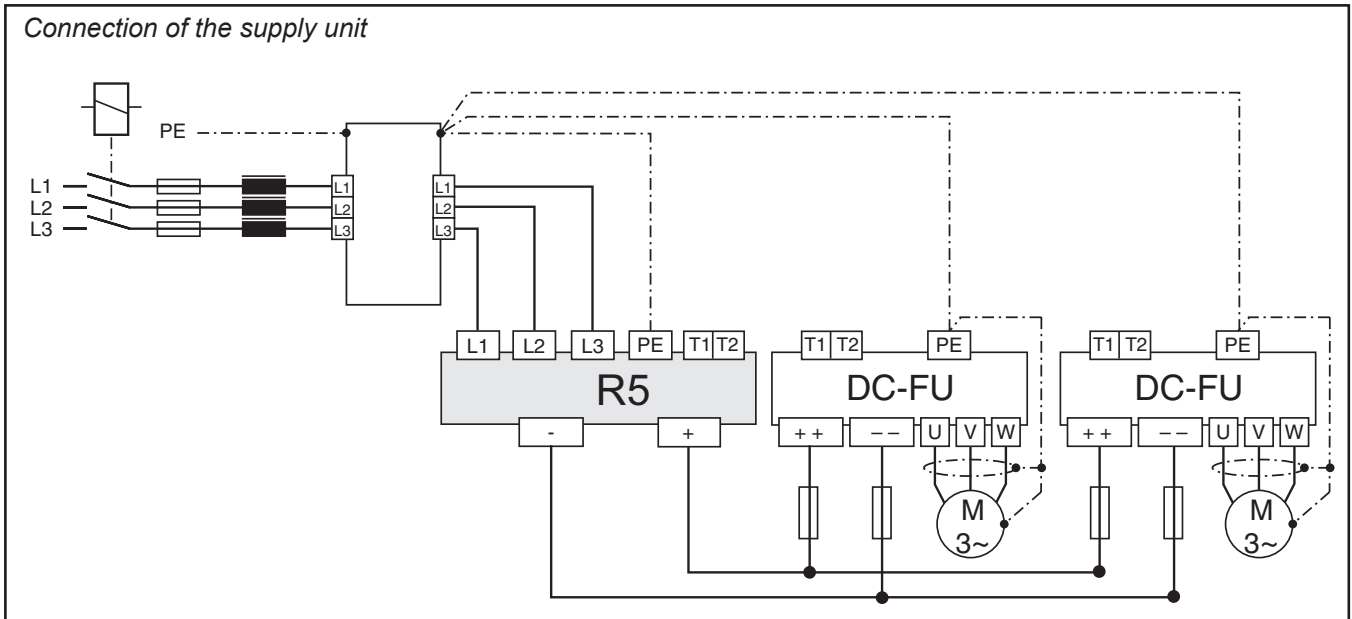 Connection of the supply unit
PE
L1
L2
L3
L1
L2
L3
L1
L2
L3
L1 L2 L3 PE T1 T2
R5
- +
T1 T2 PE
DC-FU
++ -- U V W
M
3~
T1 T2 PE
DC-FU
++ -- U V W
M
3~